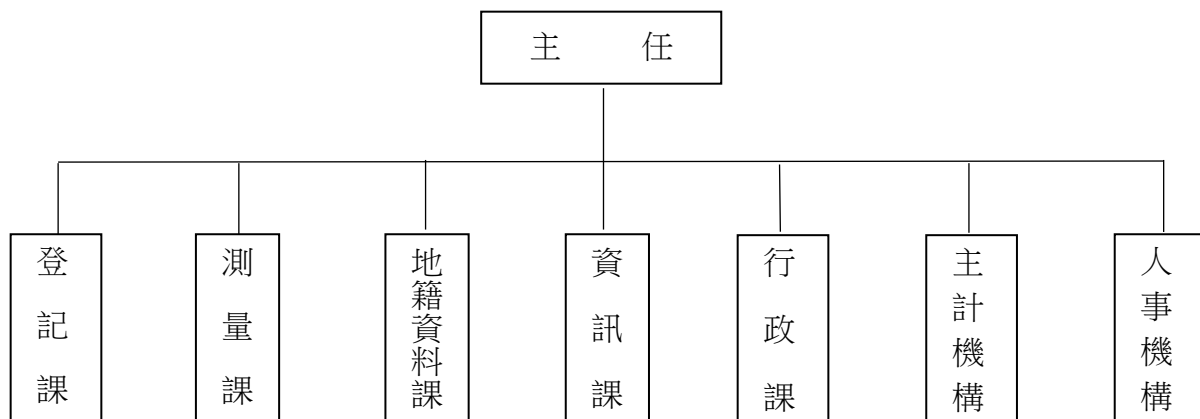 主任
登記課
測量課
地籍資料課
資訊課
行政課
主計機構
人事機構